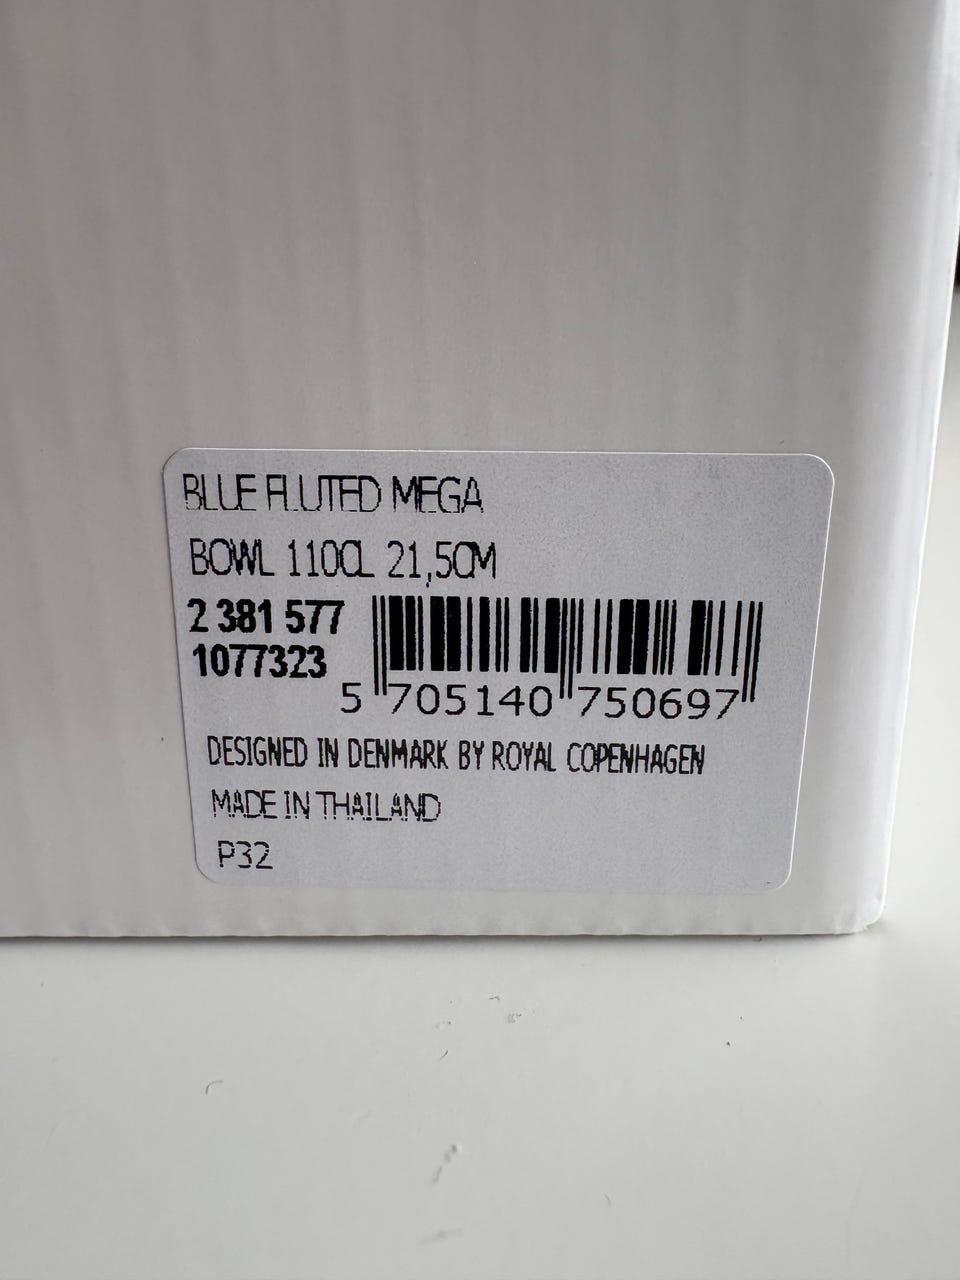 BLUE FLUTED MEGA
BOWL 110CL 21,5CM
2 381 577
1077323
5 705140 750697
DESIGNED IN DENMARK BY ROYAL COPENHAGEN
MADE IN THAILAND
P32